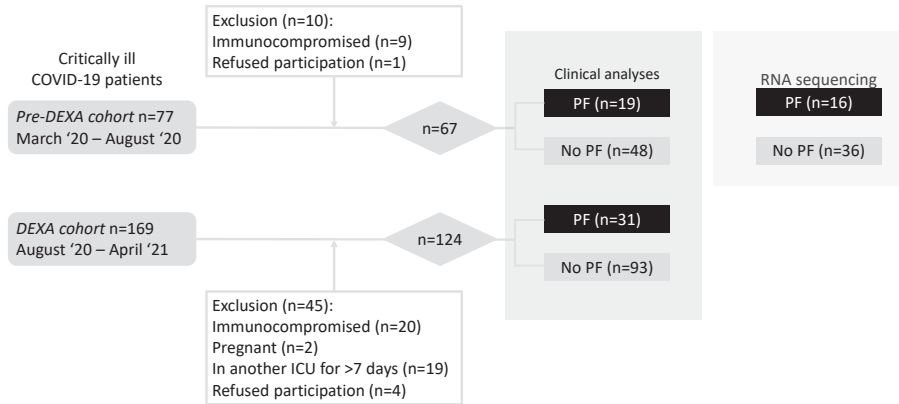 Exclusion (n=10):
Immunocompromised (n=9)
Refused participation (n=1)
Critically ill
COVID-19 patients
Pre-DEXA cohort n=77
March ‘20 – August ‘20
n=67
Clinical analyses
PF (n=19)
No PF (n=48)
RNA sequencing
PF (n=16)
No PF (n=36)
DEXA cohort n=169
August ‘20 – April ‘21
n=124
PF (n=31)
No PF (n=93)
Exclusion (n=45):
Immunocompromised (n=20)
Pregnant (n=2)
In another ICU for >7 days (n=19)
Refused participation (n=4)